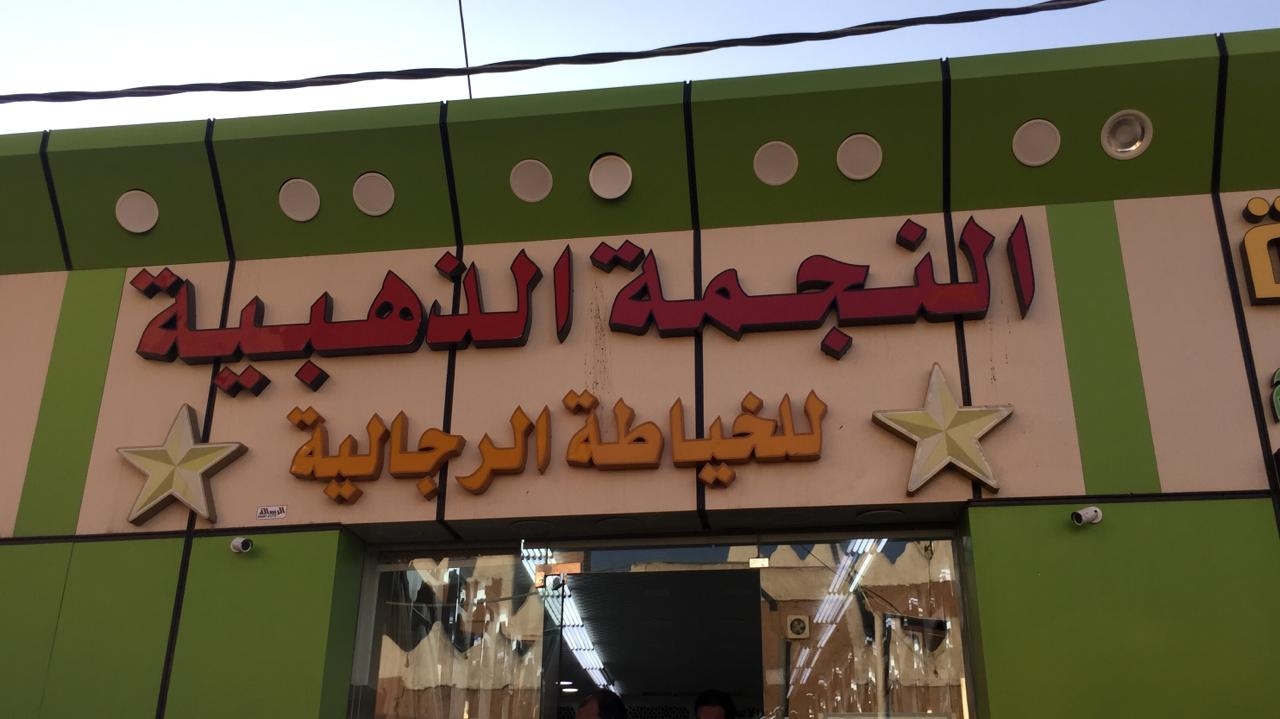 النجمة الذهبية
للخياطة الرجالية